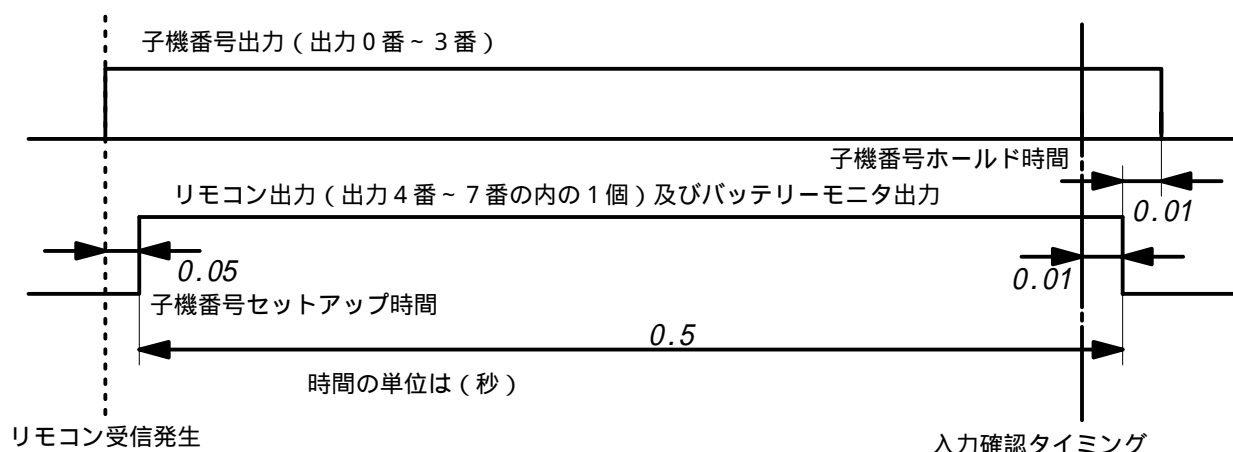 子機番号出力(出力0番~3番)
子機番号ホールド時間
リモコン出力(出力4番~7番の内の1個)及びバッテリーモニタ出力
0.01
0.05
0.01
子機番号セットアップ時間
0.5
時間の単位は(秒)
リモコン受信発生
入力確認タイミング